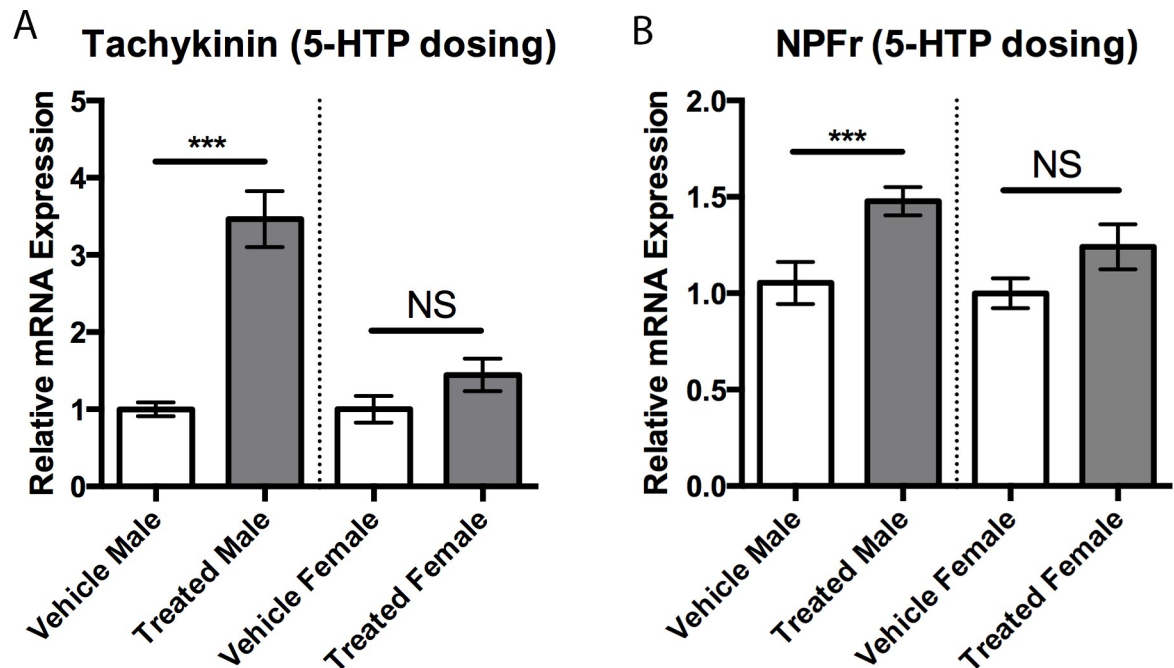 A
Tachykinin (5-HTP dosing)
Relative mRNA Expression
5
4
3
2
1
0
***
NS
Vehicle Male
Treated Male
Vehicle Female
Treated Female
B
NPFr (5-HTP dosing)
Relative mRNA Expression
2.0
1.5
1.0
0.5
0.0
***
NS
Vehicle Male
Treated Male
Vehicle Female
Treated Female